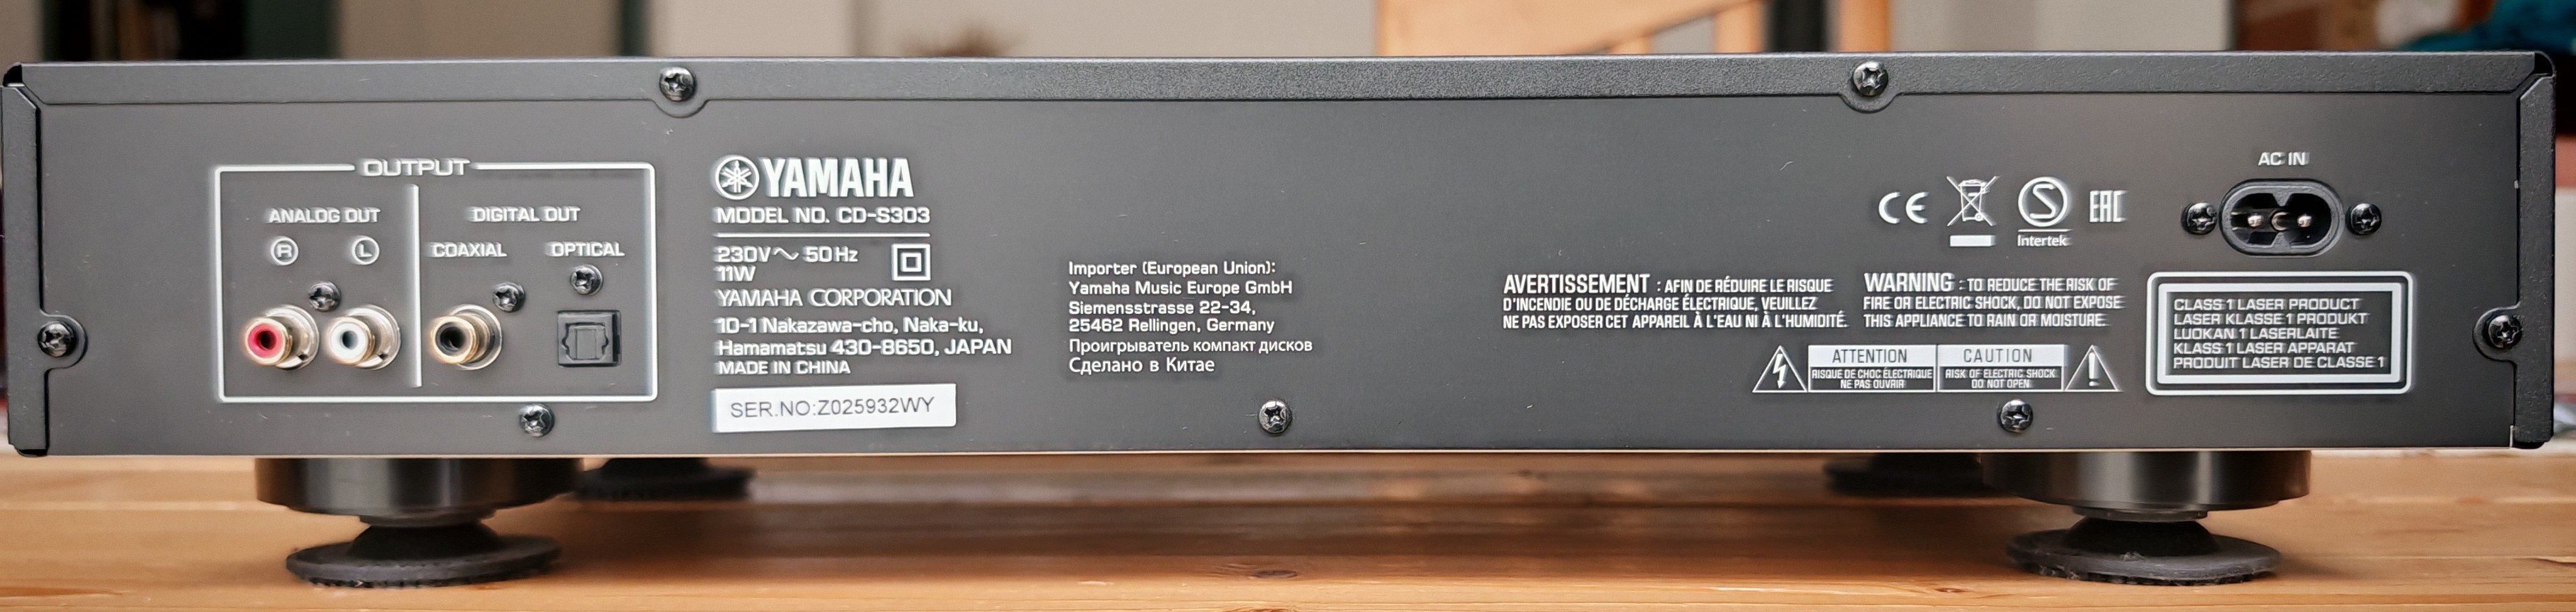 OUTPUT
ANALOG OUT
DIGITAL OUT
R
L
COAXIAL
OPTICAL
YAMAHA
MODEL NO. CD-S303
230V~ 50Hz
11W
YAMAHA CORPORATION
10-1 Nakazawa-cho, Naka-ku,
Hamamatsu 430-8650, JAPAN
MADE IN CHINA
SER.NO:Z025932WY
Importer (European Union):
Yamaha Music Europe GmbH
Siemensstrasse 22-34,
25462 Rellingen, Germany
Проигрыватель компакт дисков
Сделано в Китае
AVERTISSEMENT : AFIN DE RÉDUIRE LE RISQUE
D'INCENDIE OU DE DÉCHARGE ÉLECTRIQUE, VEUILLEZ
NE PAS EXPOSER CET APPAREIL À L'EAU NI À L'HUMIDITÉ.
CE
S
Intertek
EAC
WARNING : TO REDUCE THE RISK OF
FIRE OR ELECTRIC SHOCK, DO NOT EXPOSE
THIS APPLIANCE TO RAIN OR MOISTURE.
ATTENTION
RISQUE DE CHOC ÉLECTRIQUE
NE PAS OUVRIR
CAUTION
RISK OF ELECTRIC SHOCK
DO NOT OPEN
!
AC IN
CLASS 1 LASER PRODUCT
LASER KLASSE 1 PRODUKT
LUOKAN 1 LASERLAITE
KLASS 1 LASER APPARAT
PRODUIT LASER DE CLASSE 1